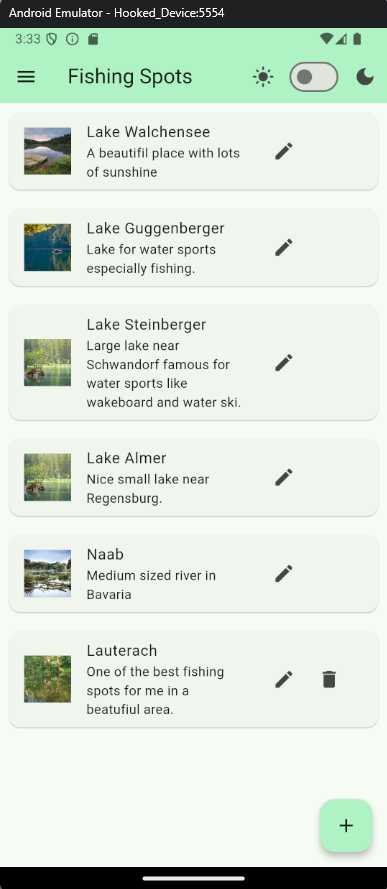 Android Emulator - Hooked_Device:5554
3:33
Fishing Spots
Lake Walchensee
A beautifil place with lots
of sunshine
Lake Guggenberger
Lake for water sports
especially fishing.
Lake Steinberger
Large lake near
Schwandorf famous for
water sports like
wakeboard and water ski.
Lake Almer
Nice small lake near
Regensburg.
Naab
Medium sized river in
Bavaria
Lauterach
One of the best fishing
spots for me in a
beatufiul area.